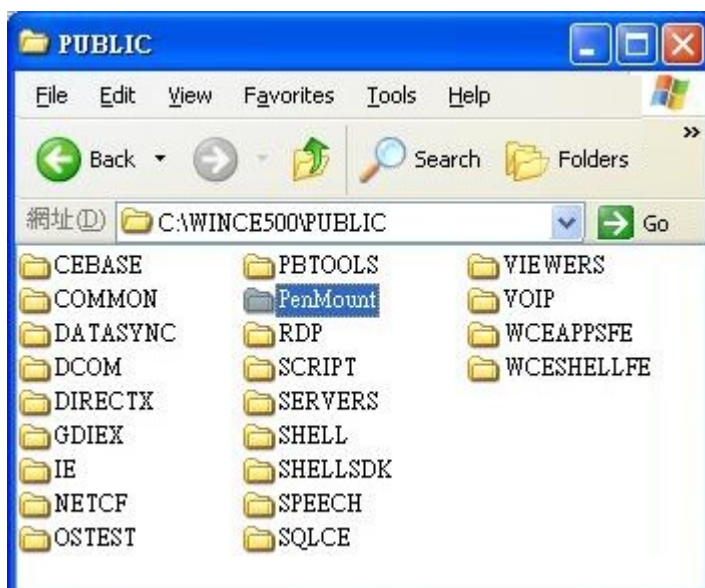 PUBLIC
File Edit View Favorites Tools Help
Back Search Folders »
網址(D) C:\WINCE500\PUBLIC Go
CEBASE PBTOOLS VIEWERS
COMMON PenMount VOIP
DATASYNC RDP WCEAPPSFE
DCOM SCRIPT WCESHELLFE
DIRECTX SERVERS
GDIEX SHELL
IE SHELLSDK
NETCF SPEECH
OSTEST SQLCE